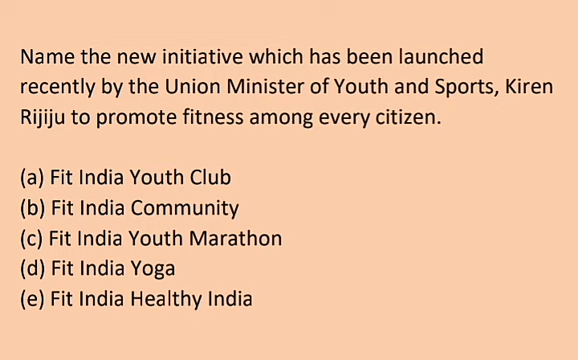 Name the new initiative which has been launched
recently by the Union Minister of Youth and Sports, Kiren
Rijiju to promote fitness among every citizen.
(a) Fit India Youth Club
(b) Fit India Community
(c) Fit India Youth Marathon
(d) Fit India Yoga
(e) Fit India Healthy India